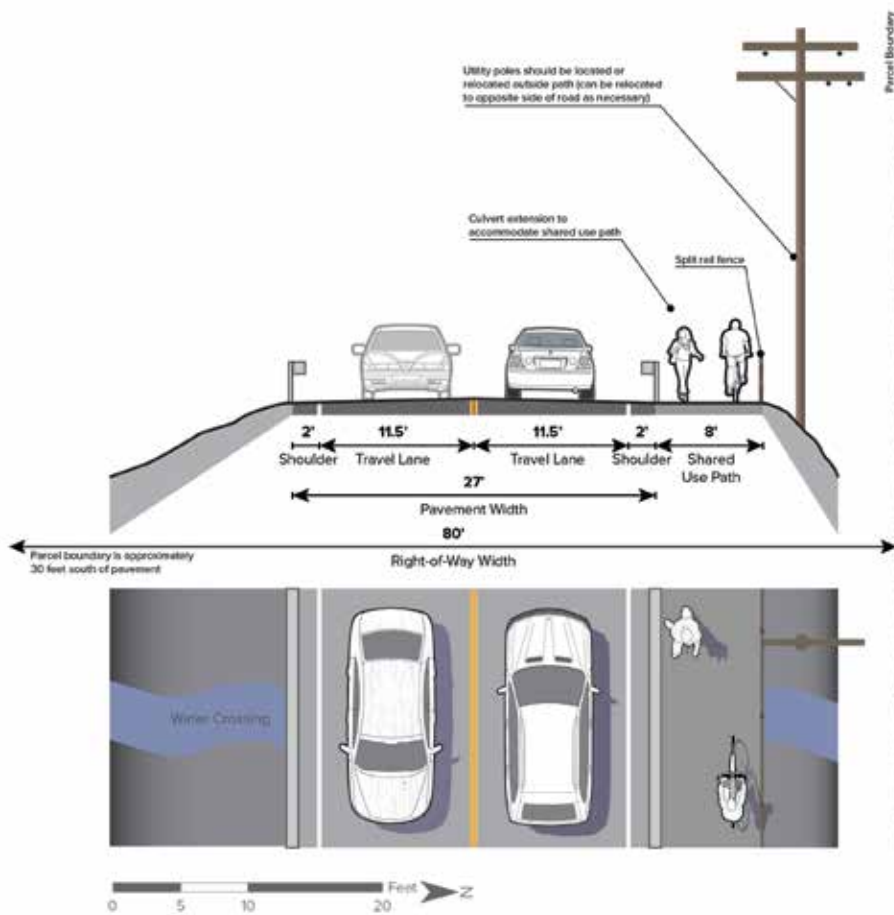 Parcel Boundary
Utility poles should be located or
relocated outside path (can be relocated
to opposite side of road as necessary)
Culvert extension to
accommodate shared use path
Split rail fence
2' 11.5' 11.5' 2' 8'
Shoulder Travel Lane Travel Lane Shoulder Shared
Use Path
27'
Pavement Width
80'
Parcel boundary is approximately
30 feet south of pavement
Right-of-Way Width
Water Crossing
Feet N
0 5 10 20